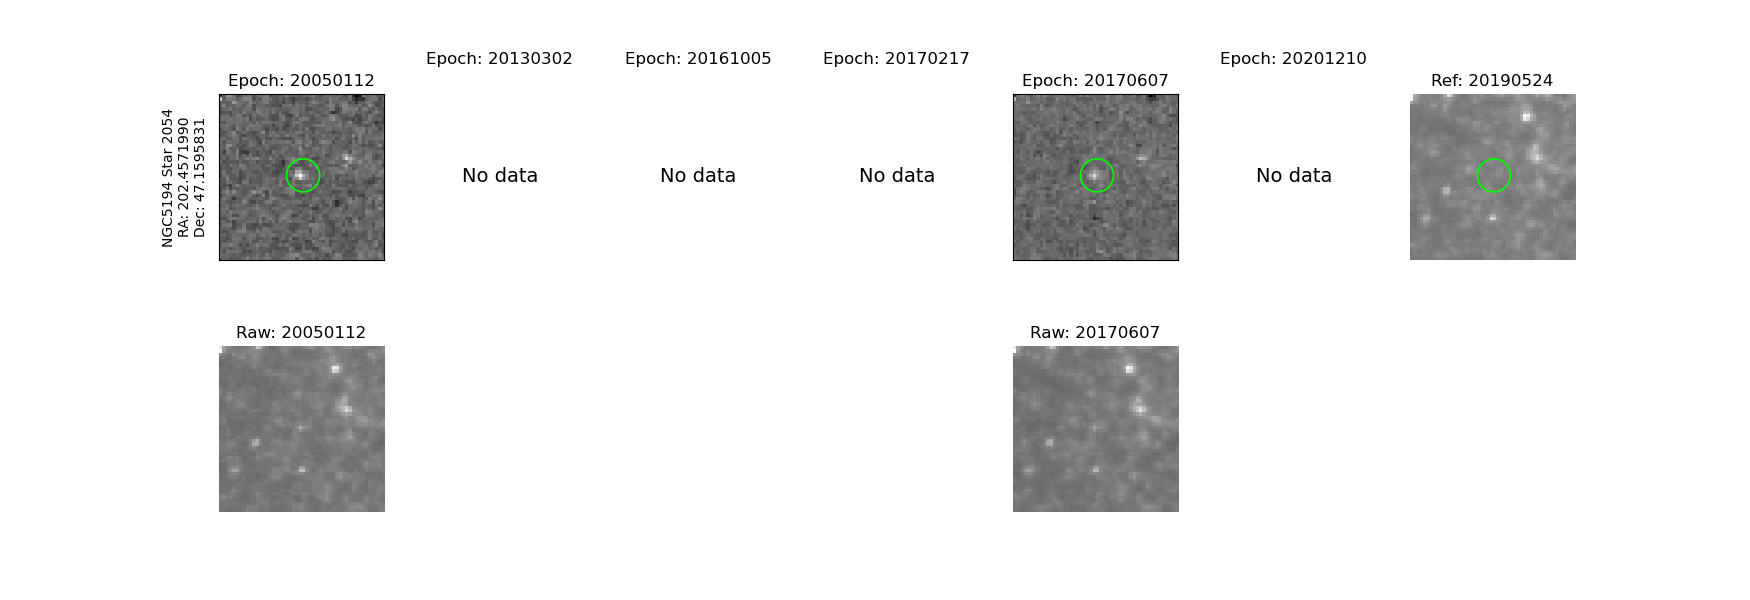 Epoch: 20130302
Epoch: 20161005
Epoch: 20170217
Epoch: 20201210
Epoch: 20050112
Epoch: 20170607
Ref: 20190524
NGC5194 Star 2054
RA: 202.4571990
Dec: 47.1595831
No data
No data
No data
No data
Raw: 20050112
Raw: 20170607